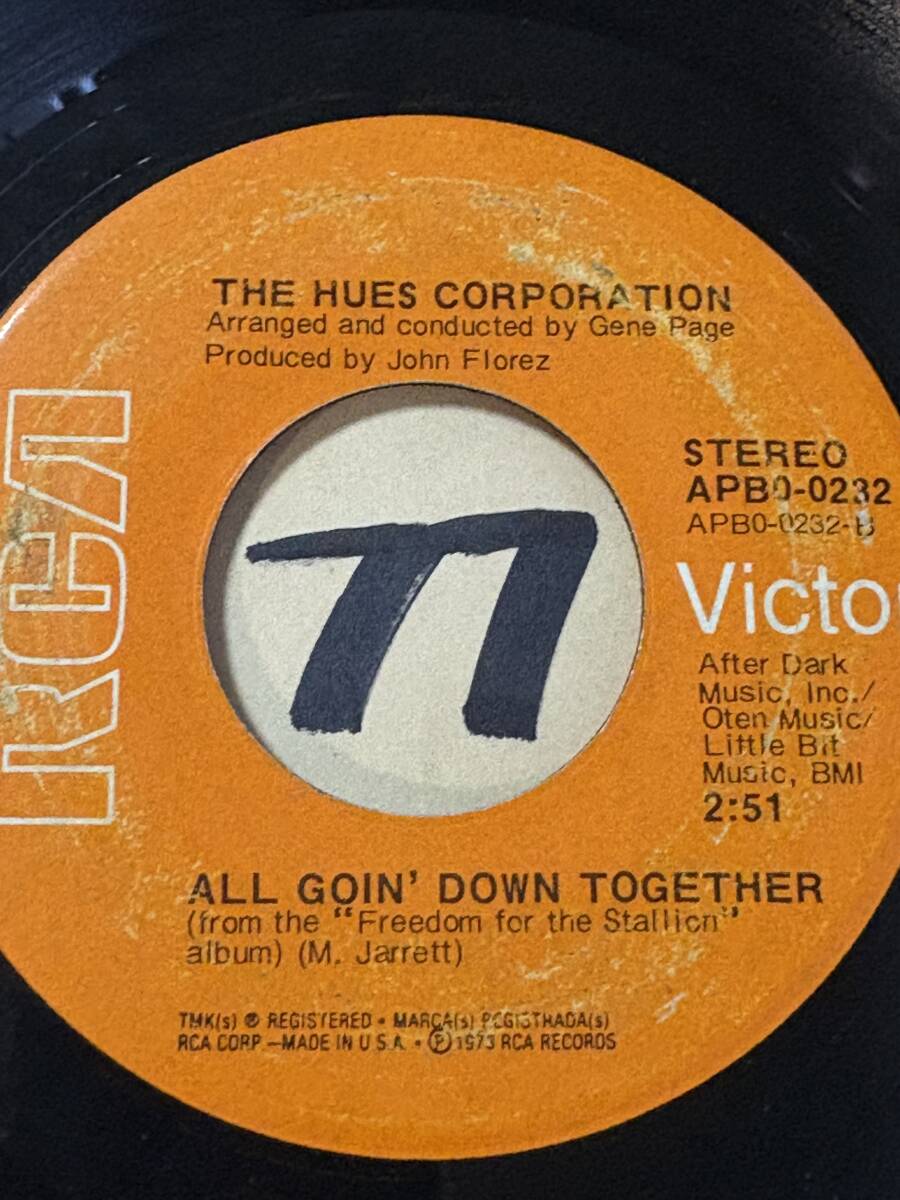 THE HUES CORPORATION
Arranged and conducted by Gene Page
Produced by John Florez
RCA
STEREO
APB0-0232
APB0-0232-B
Victo
After Dark
Music, Inc./
Oten Music/
Little Bit
Music, BMI
2:51
77
ALL GOIN' DOWN TOGETHER
(from the "Freedom for the Stallion"
album) (M. Jarrett)
TMK(s) ® REGISTERED • MARCA(s) REGISTRADA(s)
RCA CORP –MADE IN U.S.A. • ℗ 1973 RCA RECORDS